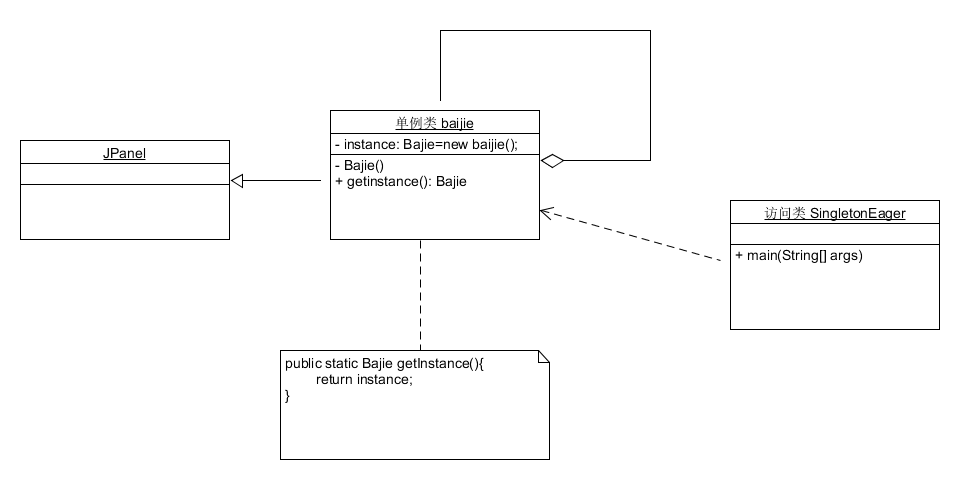 JPanel
单例类 baijie
- instance: Bajie=new baijie();
- Bajie()
+ getinstance(): Bajie
访问类 SingletonEager
+ main(String[] args)
public static Bajie getInstance(){
return instance;
}